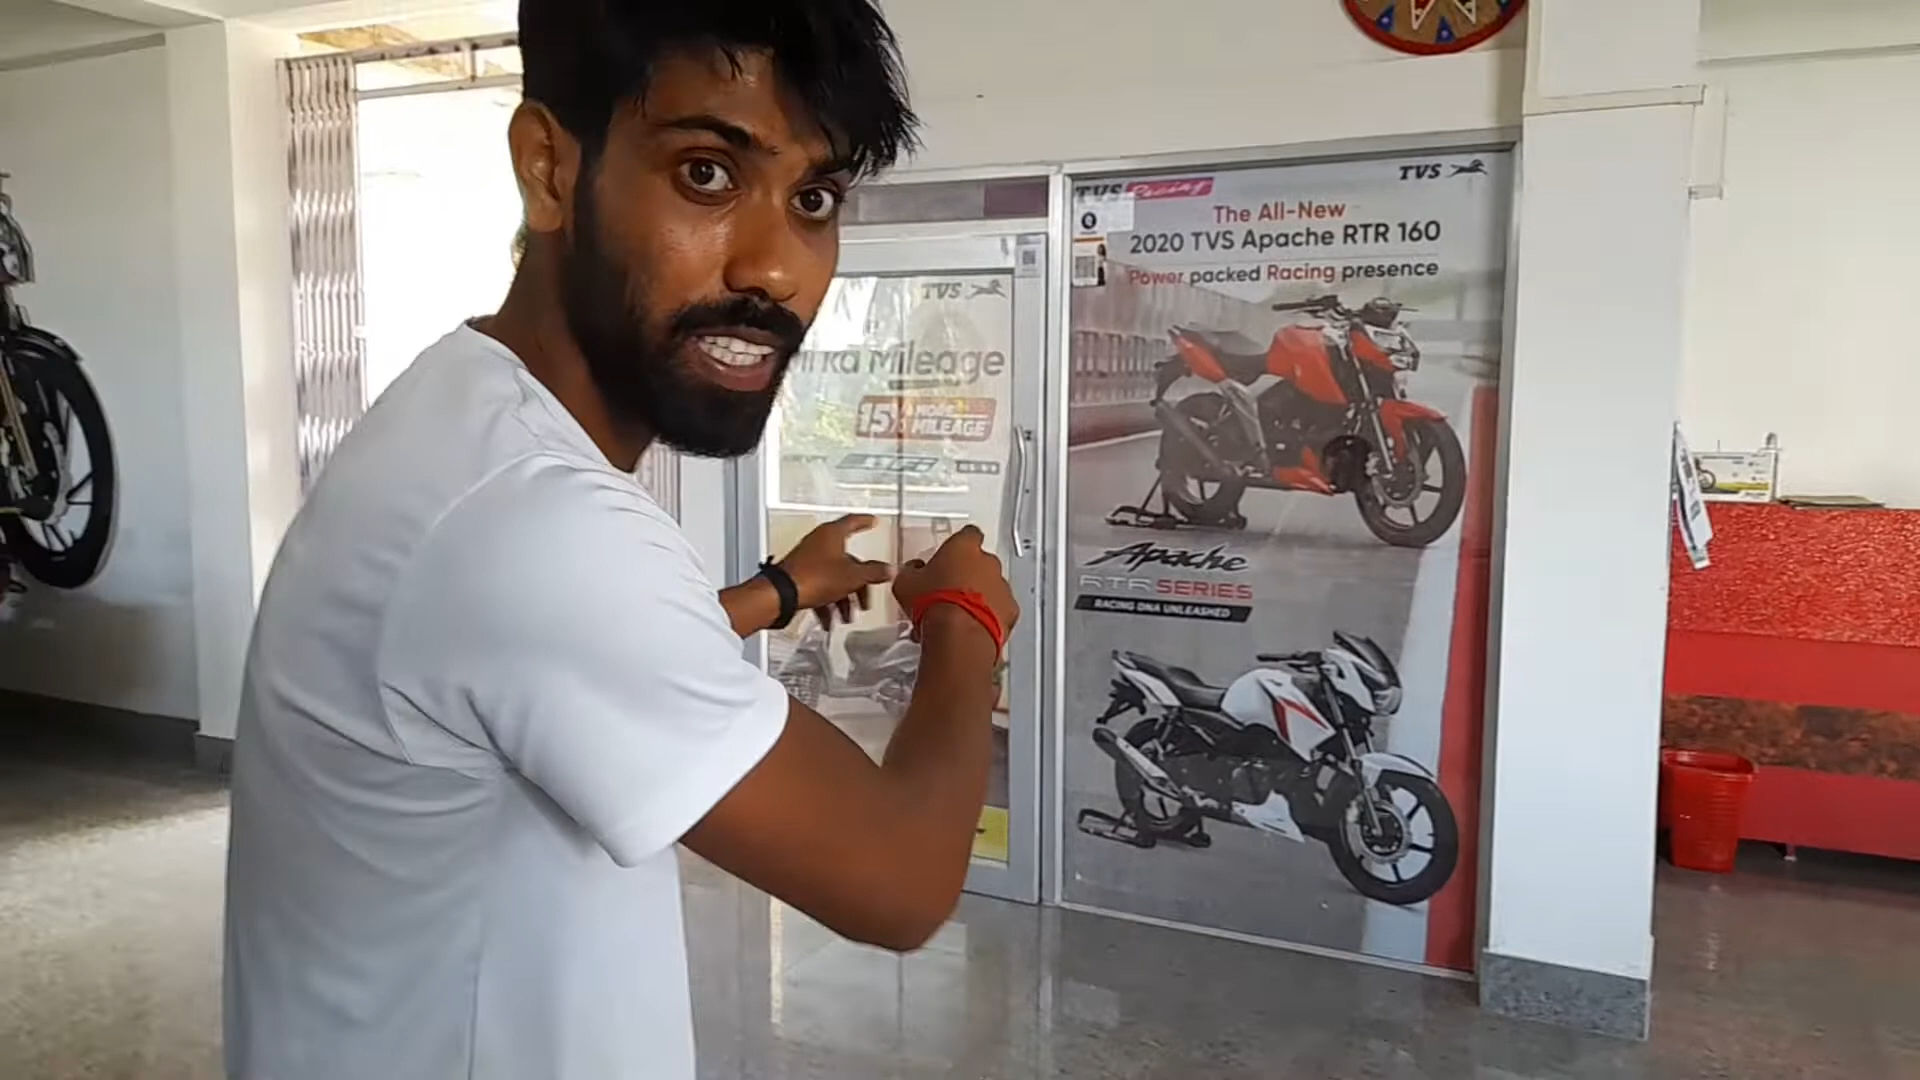 TVS
TVS Racing
The All-New
2020 TVS Apache RTR 160
Power packed Racing presence
Apache
RTR SERIES
RACING DNA UNLEASHED
TVS
ka Mileage
15% MORE
MILEAGE